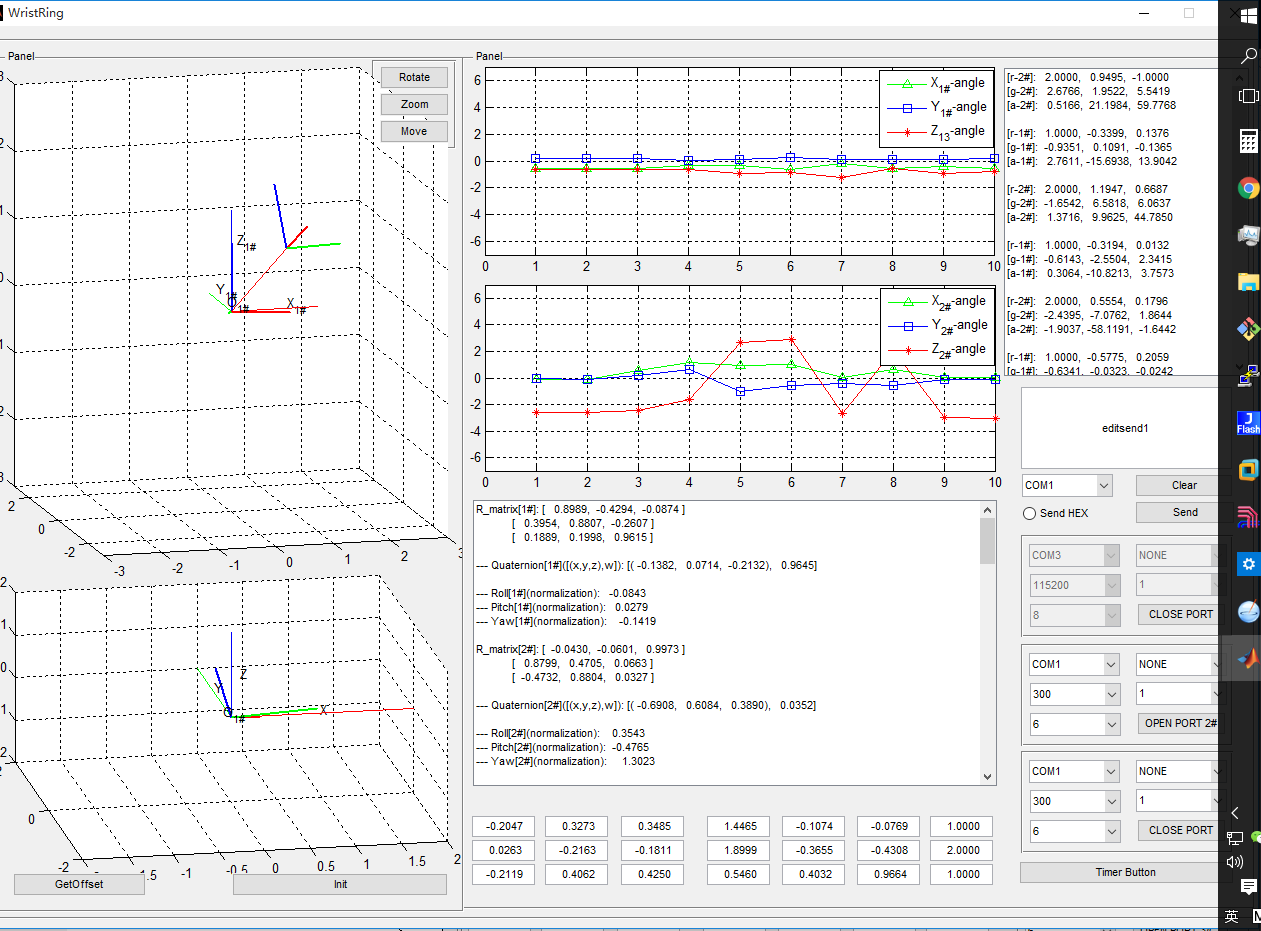 WristRing
Panel
Rotate
Zoom
Move
3
2
1
0
1
2
3
2
0
-2
-3
-2
-1
0
1
2
3
Z1#
Y1#
O1#
X1#
2
1
0
1
2
2
0
-2
1.5
-1
-0.5
0
0.5
1
1.5
2
Z
Y
O1#
X
GetOffset
Init
Panel
6
4
2
0
-2
-4
-6
0 1 2 3 4 5 6 7 8 9 10
X1#-angle
Y1#-angle
Z13-angle
6
4
2
0
-2
-4
-6
0 1 2 3 4 5 6 7 8 9 10
X2#-angle
Y2#-angle
Z2#-angle
R_matrix[1#]: [ 0.8989, -0.4294, -0.0874 ]
[ 0.3954, 0.8807, -0.2607 ]
[ 0.1889, 0.1998, 0.9615 ]
--- Quaternion[1#]([(x,y,z),w]): [( -0.1382, 0.0714, -0.2132), 0.9645]
--- Roll[1#](normalization): -0.0843
--- Pitch[1#](normalization): 0.0279
--- Yaw[1#](normalization): -0.1419
R_matrix[2#]: [ -0.0430, -0.0601, 0.9973 ]
[ 0.8799, 0.4705, 0.0663 ]
[ -0.4732, 0.8804, 0.0327 ]
--- Quaternion[2#]([(x,y,z),w]): [( -0.6908, 0.6084, 0.3890), 0.0352]
--- Roll[2#](normalization): 0.3543
--- Pitch[2#](normalization): -0.4765
--- Yaw[2#](normalization): 1.3023
-0.2047 0.3273 0.3485 1.4465 -0.1074 -0.0769 1.0000
0.0263 -0.2163 -0.1811 1.8999 -0.3655 -0.4308 2.0000
-0.2119 0.4062 0.4250 0.5460 0.4032 0.9664 1.0000
[r-2#]: 2.0000, 0.9495, -1.0000
[g-2#]: 2.6766, 1.9522, 5.5419
[a-2#]: 0.5166, 21.1984, 59.7768
[r-1#]: 1.0000, -0.3399, 0.1376
[g-1#]: -0.9351, 0.1091, -0.1365
[a-1#]: 2.7611, -15.6938, 13.9042
[r-2#]: 2.0000, 1.1947, 0.6687
[g-2#]: -1.6542, 6.5818, 6.0637
[a-2#]: 1.3716, 9.9625, 44.7850
[r-1#]: 1.0000, -0.3194, 0.0132
[g-1#]: -0.6143, -2.5504, 2.3415
[a-1#]: 0.3064, -10.8213, 3.7573
[r-2#]: 2.0000, 0.5554, 0.1796
[g-2#]: -2.4395, -7.0762, 1.8644
[a-2#]: -1.9037, -58.1191, -1.6442
[r-1#]: 1.0000, -0.5775, 0.2059
[g-1#]: -0.6341, -0.0323, -0.0242
editsend1
COM1
Clear
Send HEX
Send
COM3
NONE
115200
1
8
CLOSE PORT
COM1
NONE
300
1
6
OPEN PORT 2#
COM1
NONE
300
1
6
CLOSE PORT
Timer Button
J
Flash
英
M